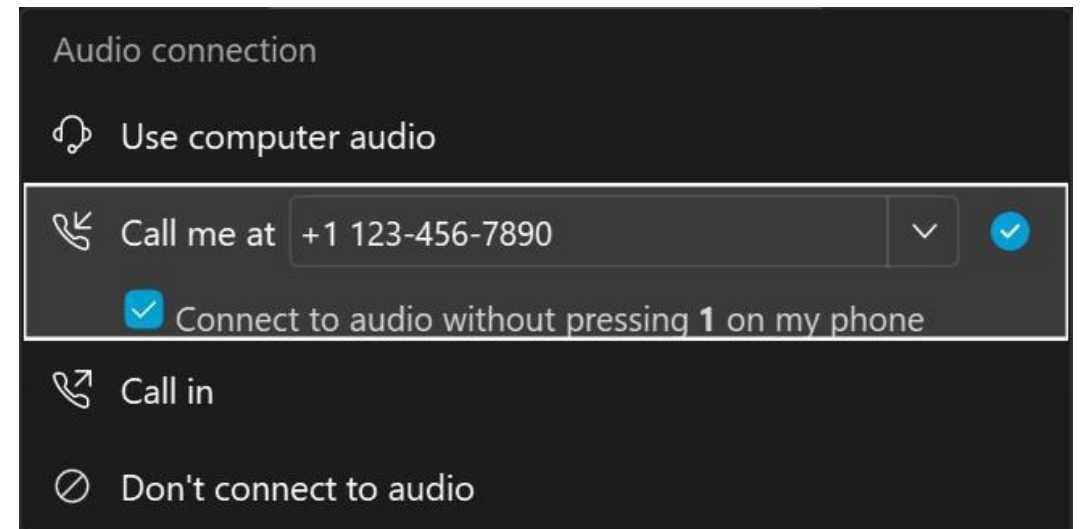 Audio connection
Use computer audio
Call me at +1 123-456-7890
Connect to audio without pressing 1 on my phone
Call in
Don't connect to audio